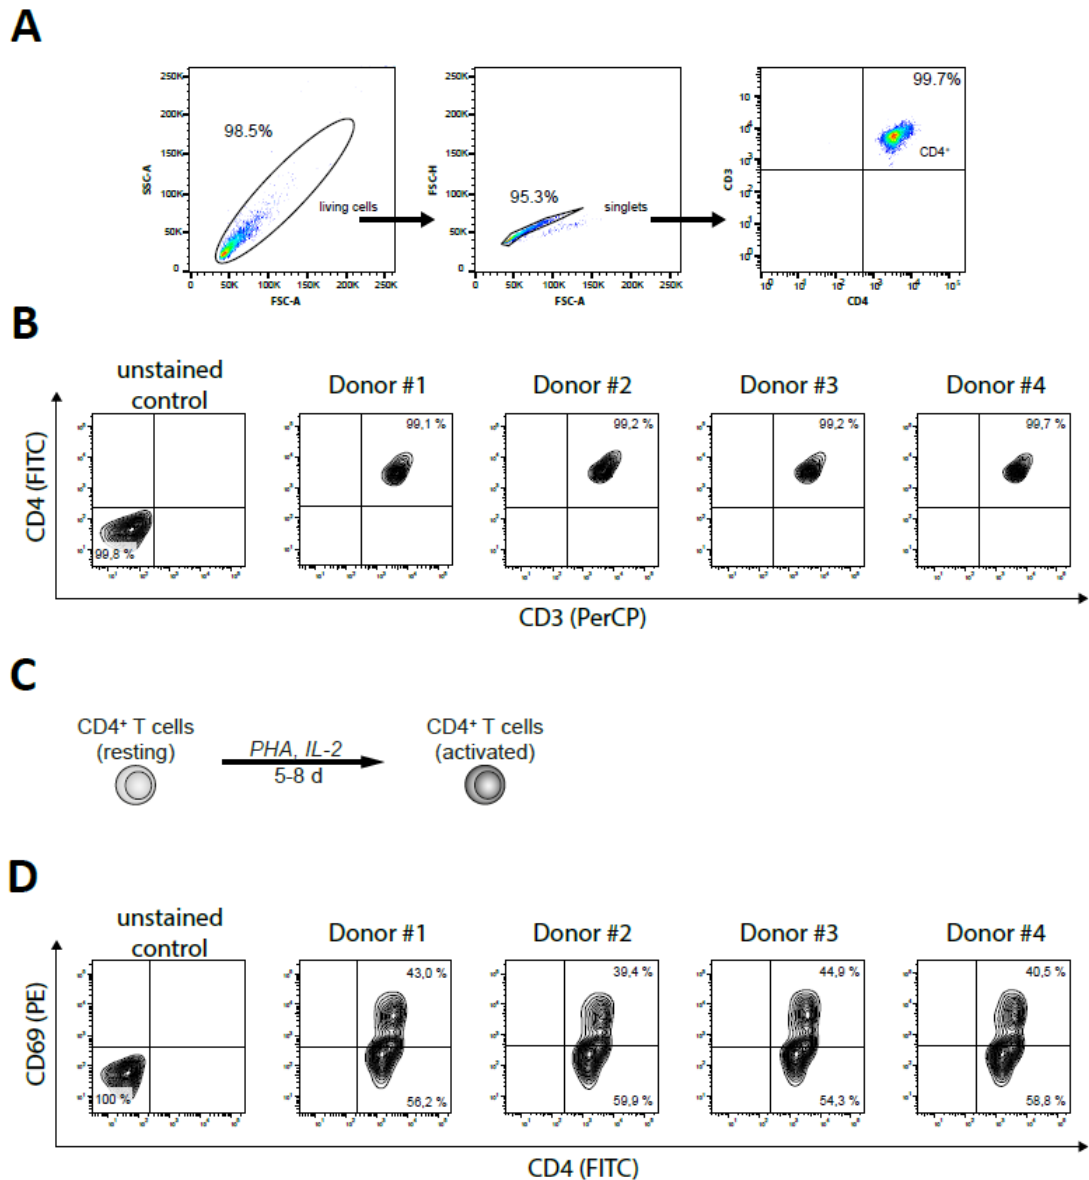 A
250K
200K
150K
100K
50K
0
SSC-A
98.5%
living cells
0 50K 100K 150K 200K 250K
FSC-A
250K
200K
150K
100K
50K
0
FSC-H
95.3%
singlets
0 50K 100K 150K 200K 250K
FSC-A
CD3
99.7%
CD4⁺
CD4
B
unstained
control
Donor #1
Donor #2
Donor #3
Donor #4
CD4 (FITC)
99,8 %
99,1 %
99,2 %
99,2 %
99,7 %
CD3 (PerCP)
C
CD4⁺ T cells
(resting)
PHA, IL-2
5-8 d
CD4⁺ T cells
(activated)
D
unstained
control
Donor #1
Donor #2
Donor #3
Donor #4
CD69 (PE)
100 %
43,0 %
56,2 %
39,4 %
59,9 %
44,9 %
54,3 %
40,5 %
58,8 %
CD4 (FITC)